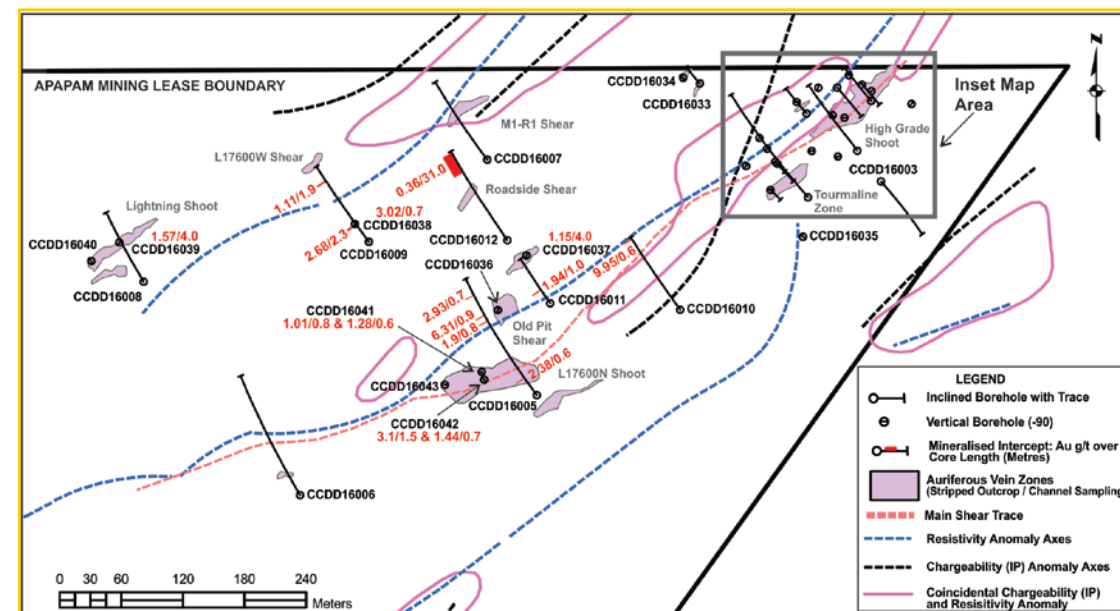 APAPAM MINING LEASE BOUNDARY
CCDD16034
CCDD16033
Inset Map
Area
N
M1-R1 Shear
CCDD16007
High Grade
Shoot
CCDD16003
L17600W Shear
0.36/31.0
Roadside Shear
1.11/1.9
3.02/0.7
Tourmaline
Zone
Lightning Shoot
CCDD16038
2.68/2.3
CCDD16009
CCDD16012
CCDD16035
1.57/4.0
CCDD16040
CCDD16039
1.15/4.0
CCDD16037
CCDD16036
9.95/0.6
CCDD16008
1.94/1.0
CCDD16011
CCDD16010
2.93/0.7
6.31/0.9
1.9/0.8
CCDD16041
1.01/0.8 & 1.28/0.6
Old Pit
Shear
2.38/0.6
L17600N Shoot
CCDD16043
CCDD16005
CCDD16042
3.1/1.5 & 1.44/0.7
CCDD16006
LEGEND
Inclined Borehole with Trace
Vertical Borehole (-90)
Mineralised Intercept: Au g/t over
Core Length (Metres)
Auriferous Vein Zones
(Stripped Outcrop / Channel Sampling
Main Shear Trace
Resistivity Anomaly Axes
Chargeability (IP) Anomaly Axes
Coincidental Chargeability (IP)
and Resisitivity Anomaly
0 30 60 120 180 240
Meters